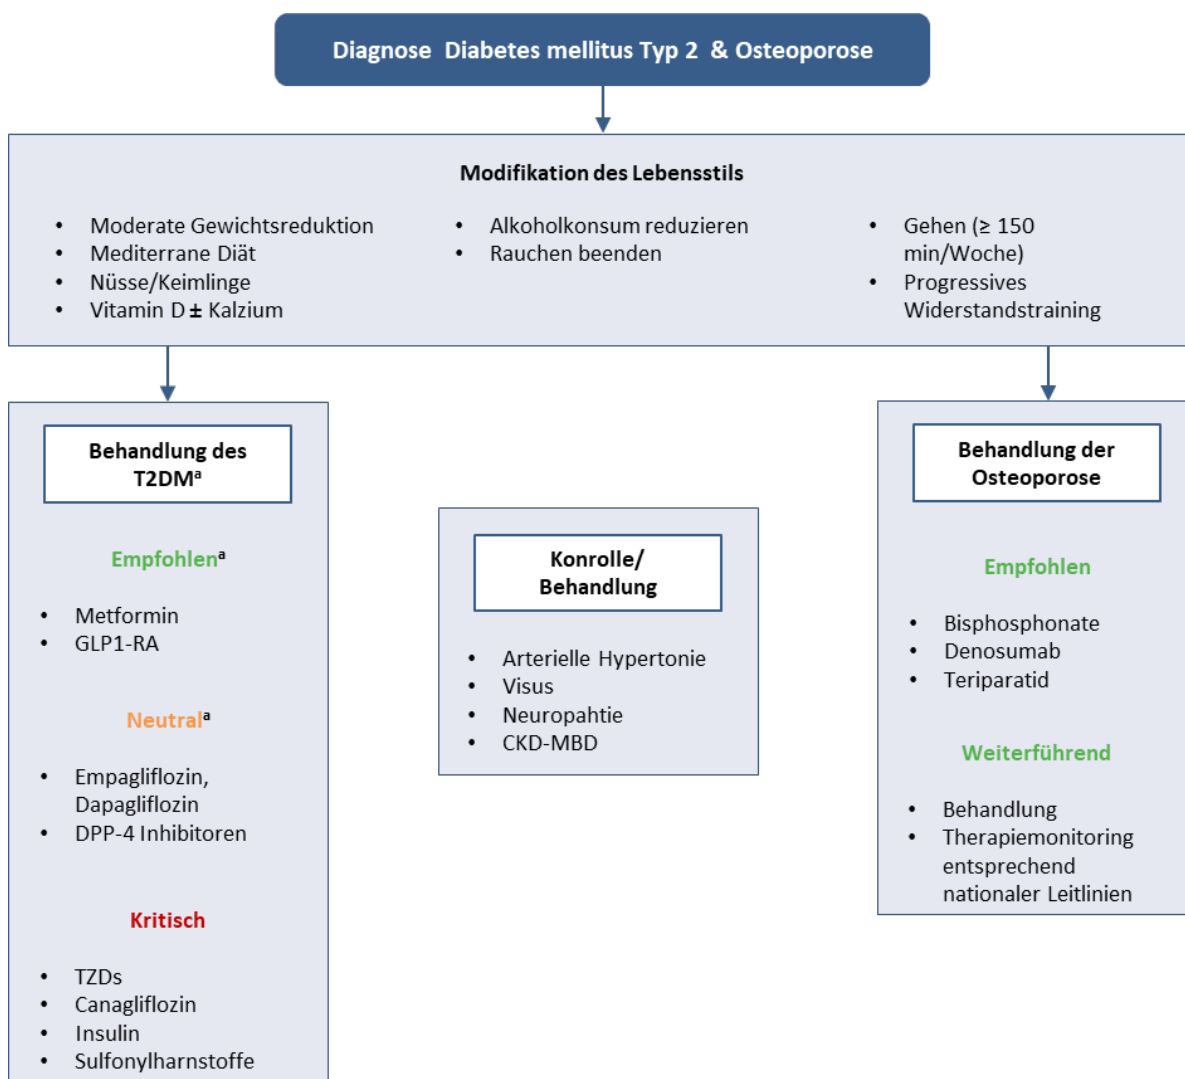 Diagnose Diabetes mellitus Typ 2 & Osteoporose
Modifikation des Lebensstils
• Moderate Gewichtsreduktion
• Mediterrane Diät
• Nüsse/Keimlinge
• Vitamin D ± Kalzium
• Alkoholkonsum reduzieren
• Rauchen beenden
• Gehen (≥ 150
min/Woche)
• Progressives
Widerstandstraining
Behandlung des
T2DMᵃ
Empfohlenᵃ
• Metformin
• GLP1-RA
Neutralᵃ
• Empagliflozin,
Dapagliflozin
• DPP-4 Inhibitoren
Kritisch
• TZDs
• Canagliflozin
• Insulin
• Sulfonylharnstoffe
Konrolle/
Behandlung
• Arterielle Hypertonie
• Visus
• Neuropahtie
• CKD-MBD
Behandlung der
Osteoporose
Empfohlen
• Bisphosphonate
• Denosumab
• Teriparatid
Weiterführend
• Behandlung
• Therapiemonitoring
entsprechend
nationaler Leitlinien